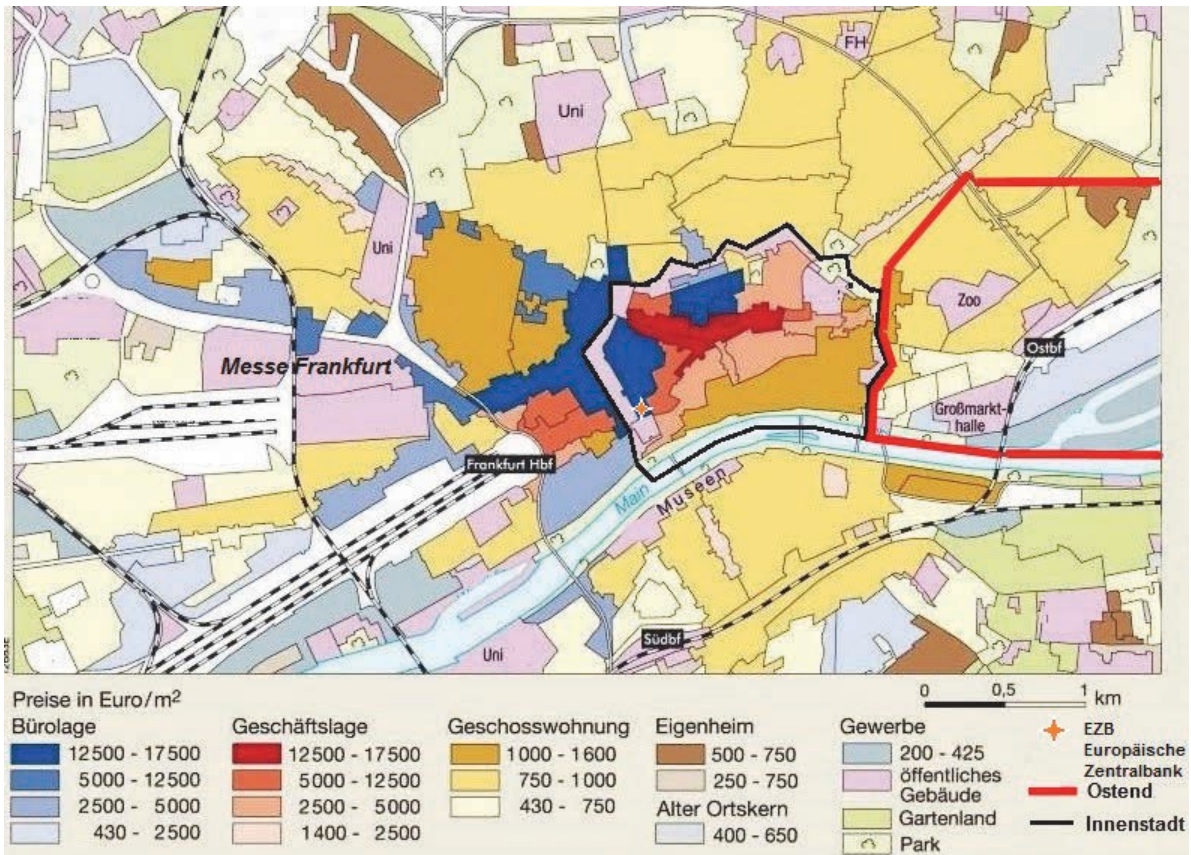 FH
Uni
Uni
Zoo
Ostbf
Messe Frankfurt
Großmarkt-
halle
Frankfurt Hbf
Main
Museen
Südbf
Uni
Preise in Euro/m²
Bürolage
12500 - 17500
5000 - 12500
2500 - 5000
430 - 2500
Geschäftslage
12500 - 17500
5000 - 12500
2500 - 5000
1400 - 2500
Geschosswohnung
1000 - 1600
750 - 1000
430 - 750
Eigenheim
500 - 750
250 - 750
Alter Ortskern
400 - 650
Gewerbe
200 - 425
öffentliches
Gebäude
Gartenland
Park
0 0,5 1 km
EZB
Europäische
Zentralbank
Ostend
Innenstadt